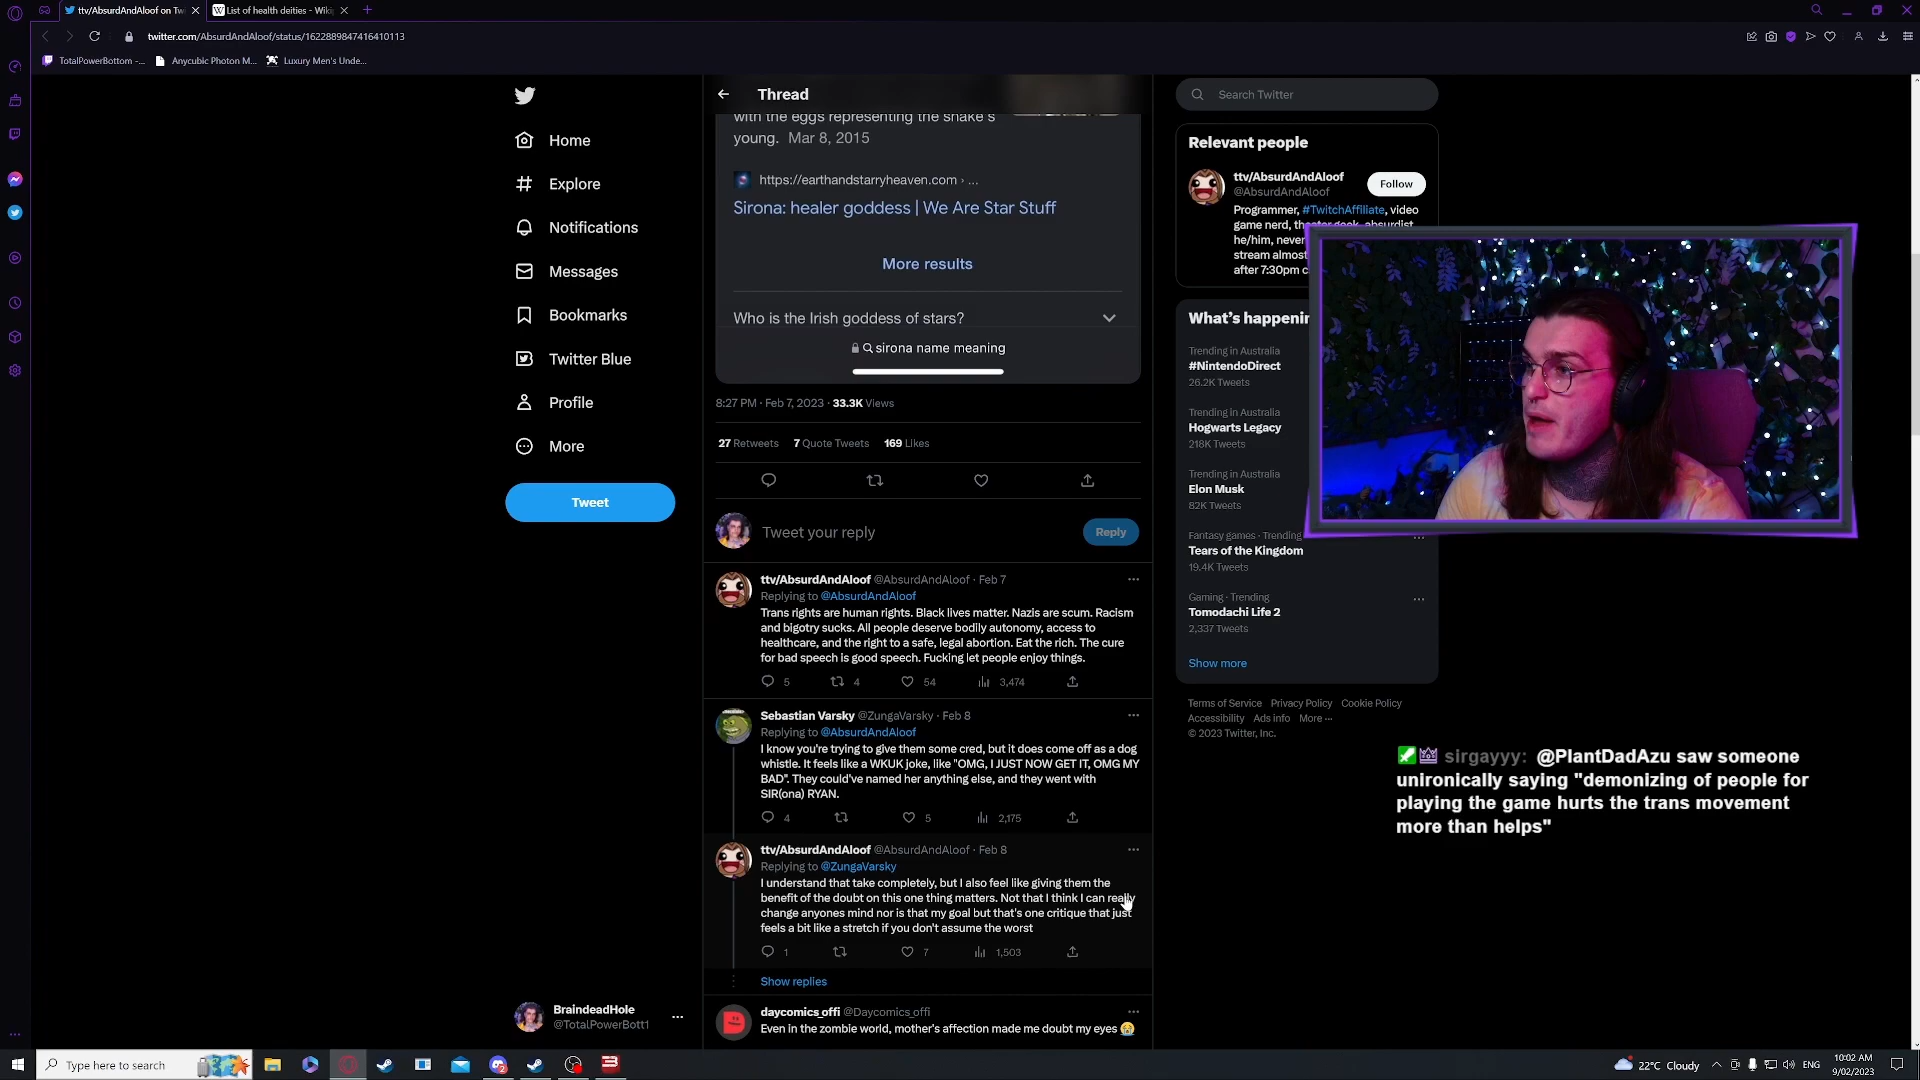 ttv/AbsurdAndAloof on Tw
List of health deities - Wiki
twitter.com/AbsurdAndAloof/status/1622889847416410113
TotalPowerBottom -...
Anycubic Photon M...
Luxury Men's Unde...
Home
Explore
Notifications
Messages
Bookmarks
Twitter Blue
Profile
More
Tweet
BraindeadHole
@TotalPowerBott1
Thread
with the eggs representing the snake's
young. Mar 8, 2015
https://earthandstarryheaven.com › ...
Sirona: healer goddess | We Are Star Stuff
More results
Who is the Irish goddess of stars?
sirona name meaning
8:27 PM · Feb 7, 2023 · 33.3K Views
27 Retweets 7 Quote Tweets 169 Likes
Tweet your reply
Reply
ttv/AbsurdAndAloof @AbsurdAndAloof · Feb 7
Replying to @AbsurdAndAloof
Trans rights are human rights. Black lives matter. Nazis are scum. Racism
and bigotry sucks. All people deserve bodily autonomy, access to
healthcare, and the right to a safe, legal abortion. Eat the rich. The cure
for bad speech is good speech. Fucking let people enjoy things.
5 4 54 3,474
Sebastian Varsky @ZungaVarsky · Feb 8
Replying to @AbsurdAndAloof
I know you're trying to give them some cred, but it does come off as a dog
whistle. It feels like a WKUK joke, like "OMG, I JUST NOW GET IT, OMG MY
BAD". They could've named her anything else, and they went with
SIR(ona) RYAN.
4 5 2,175
ttv/AbsurdAndAloof @AbsurdAndAloof · Feb 8
Replying to @ZungaVarsky
I understand that take completely, but I also feel like giving them the
benefit of the doubt on this one thing matters. Not that I think I can really
change anyones mind nor is that my goal but that's one critique that just
feels a bit like a stretch if you don't assume the worst
1 7 1,503
Show replies
daycomics_offi @Daycomics_offi
Even in the zombie world, mother's affection made me doubt my eyes 😭
Search Twitter
Relevant people
ttv/AbsurdAndAloof
@AbsurdAndAloof
Follow
Programmer, #TwitchAffiliate, video
game nerd, theater geek, absurdist
he/him, never
stream almost
after 7:30pm c
What's happenin
Trending in Australia
#NintendoDirect
26.2K Tweets
Trending in Australia
Hogwarts Legacy
218K Tweets
Trending in Australia
Elon Musk
82K Tweets
Fantasy games · Trending
Tears of the Kingdom
19.4K Tweets
Gaming · Trending
Tomodachi Life 2
2,337 Tweets
Show more
Terms of Service Privacy Policy Cookie Policy
Accessibility Ads info More ...
© 2023 Twitter, Inc.
sirgayyy: @PlantDadAzu saw someone
unironically saying "demonizing of people for
playing the game hurts the trans movement
more than helps"
Type here to search
22°C Cloudy
ENG
10:02 AM
9/02/2023